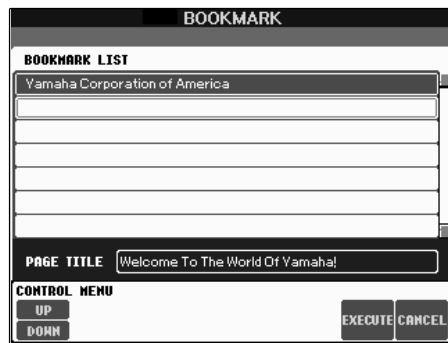 BOOKMARK
BOOKMARK LIST
Yamaha Corporation of America
PAGE TITLE Welcome To The World Of Yamaha!
CONTROL MENU
UP
DOWN
EXECUTE CANCEL